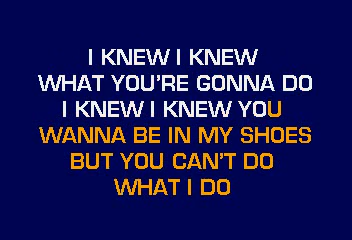 I KNEW I KNEW
WHAT YOU'RE GONNA DO
I KNEW I KNEW YOU
WANNA BE IN MY SHOES
BUT YOU CAN'T DO
WHAT I DO